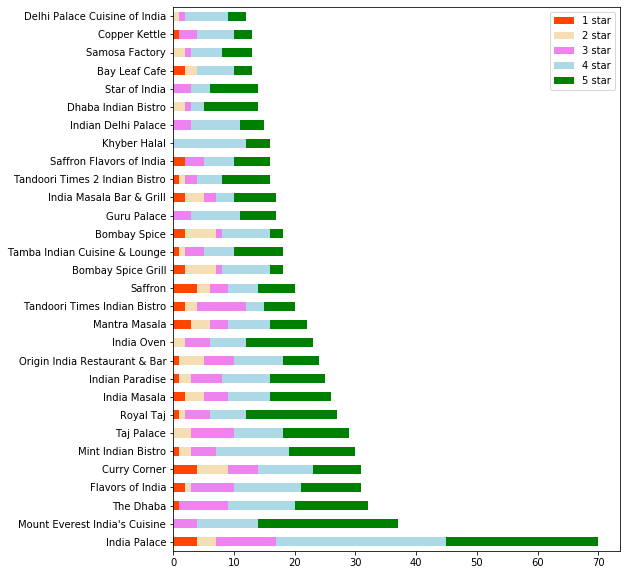 Delhi Palace Cuisine of India
Copper Kettle
Samosa Factory
Bay Leaf Cafe
Star of India
Dhaba Indian Bistro
Indian Delhi Palace
Khyber Halal
Saffron Flavors of India
Tandoori Times 2 Indian Bistro
India Masala Bar & Grill
Guru Palace
Bombay Spice
Tamba Indian Cuisine & Lounge
Bombay Spice Grill
Saffron
Tandoori Times Indian Bistro
Mantra Masala
India Oven
Origin India Restaurant & Bar
Indian Paradise
India Masala
Royal Taj
Taj Palace
Mint Indian Bistro
Curry Corner
Flavors of India
The Dhaba
Mount Everest India's Cuisine
India Palace
0 10 20 30 40 50 60 70
1 star
2 star
3 star
4 star
5 star